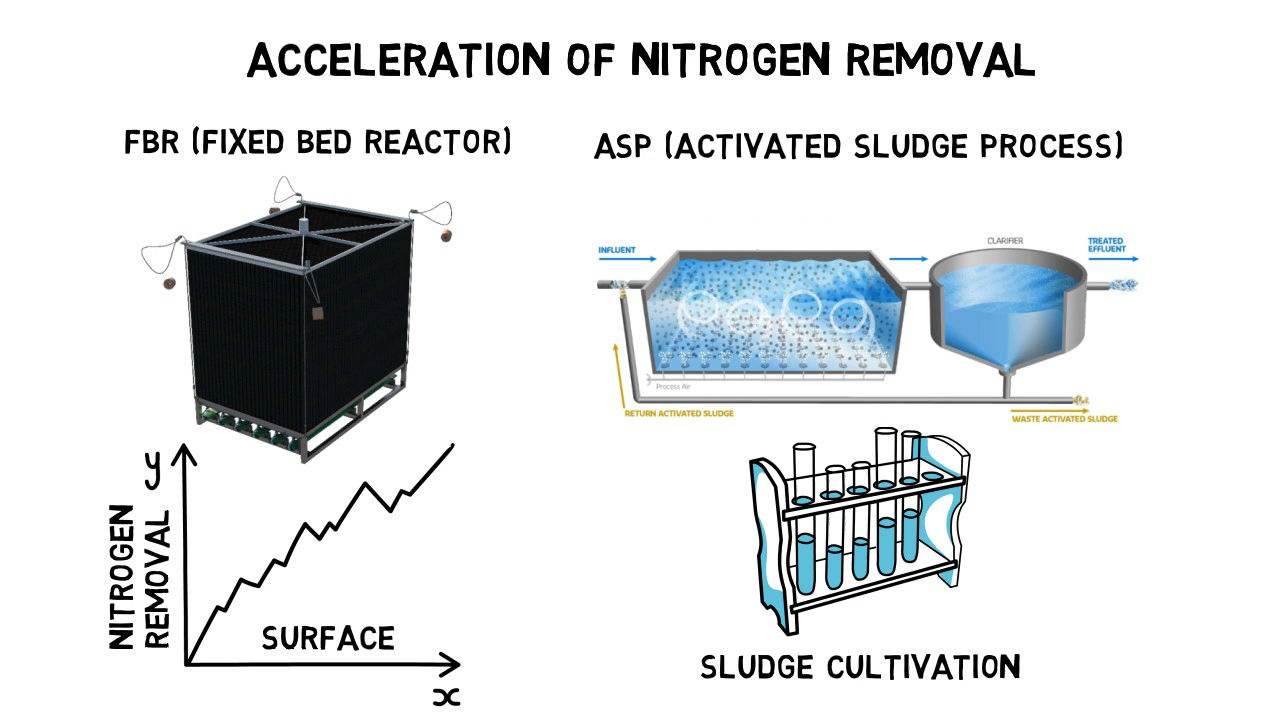 ACCELERATION OF NITROGEN REMOVAL
FBR (FIXED BED REACTOR)
ASP (ACTIVATED SLUDGE PROCESS)
INFLUENT
CLARIFIER
TREATED
EFFLUENT
Process Air
RETURN ACTIVATED SLUDGE
WASTE ACTIVATED SLUDGE
y
NITROGEN
REMOVAL
SURFACE
x
SLUDGE CULTIVATION